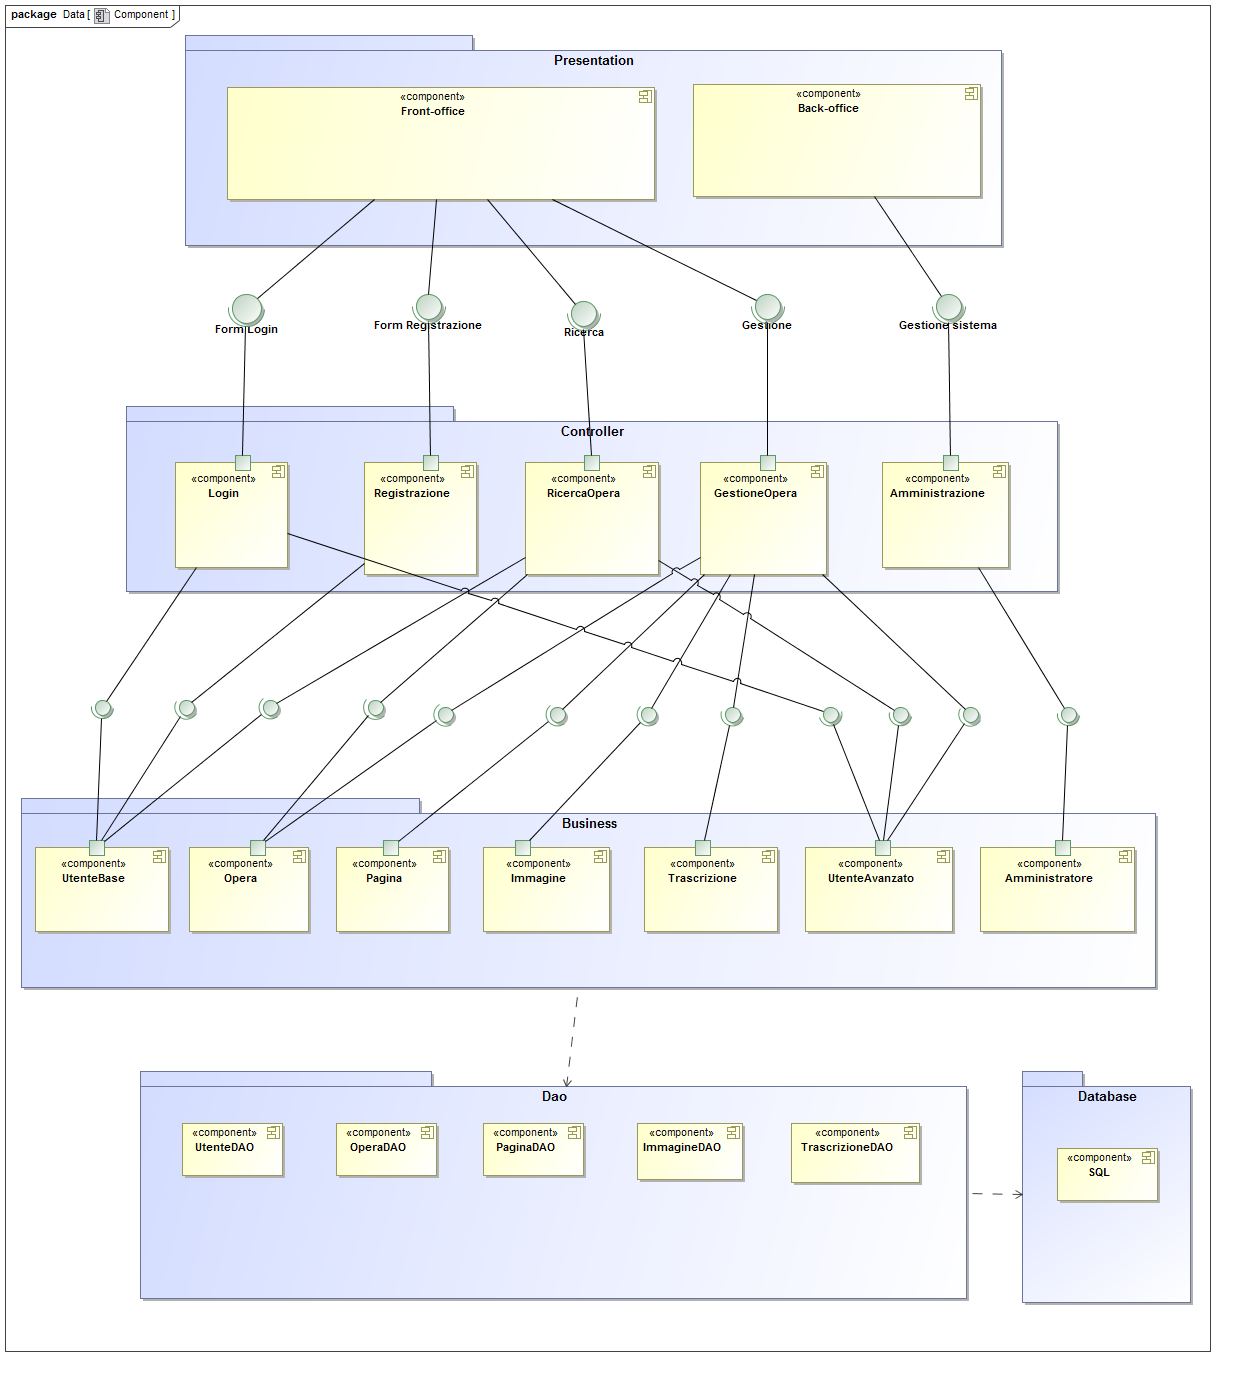 package Data [ Component ]
Presentation
«component»
Front-office
«component»
Back-office
Form Login
Form Registrazione
Ricerca
Gestione
Gestione sistema
Controller
«component»
Login
«component»
Registrazione
«component»
RicercaOpera
«component»
GestioneOpera
«component»
Amministrazione
Business
«component»
UtenteBase
«component»
Opera
«component»
Pagina
«component»
Immagine
«component»
Trascrizione
«component»
UtenteAvanzato
«component»
Amministratore
Dao
«component»
UtenteDAO
«component»
OperaDAO
«component»
PaginaDAO
«component»
ImmagineDAO
«component»
TrascrizioneDAO
Database
«component»
SQL